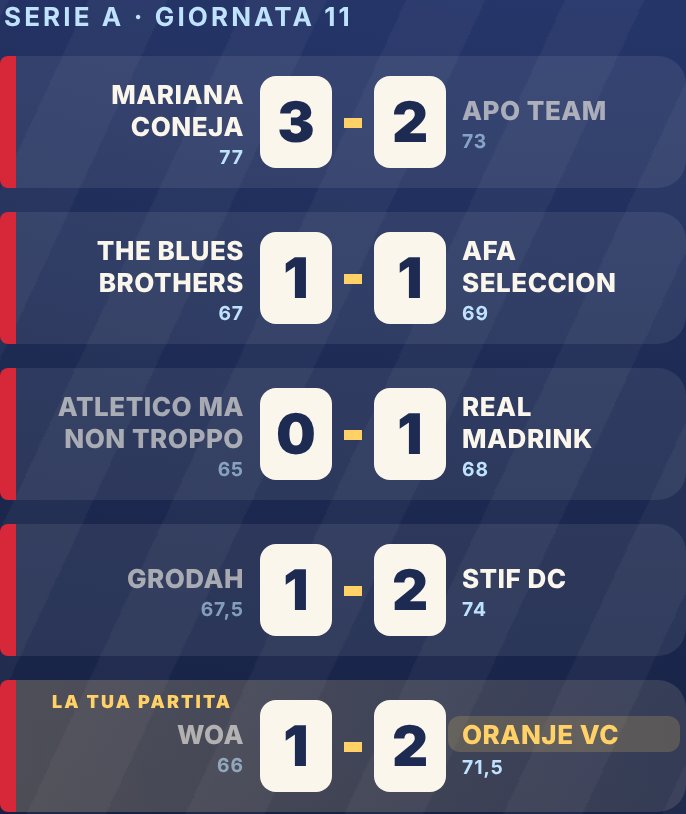 SERIE A · GIORNATA 11
MARIANA
CONEJA
77
3 - 2
APO TEAM
73
THE BLUES
BROTHERS
67
1 - 1
AFA
SELECCION
69
ATLETICO MA
NON TROPPO
65
0 - 1
REAL
MADRINK
68
GRODAH
67,5
1 - 2
STIF DC
74
LA TUA PARTITA
WOA
66
1 - 2
ORANJE VC
71,5